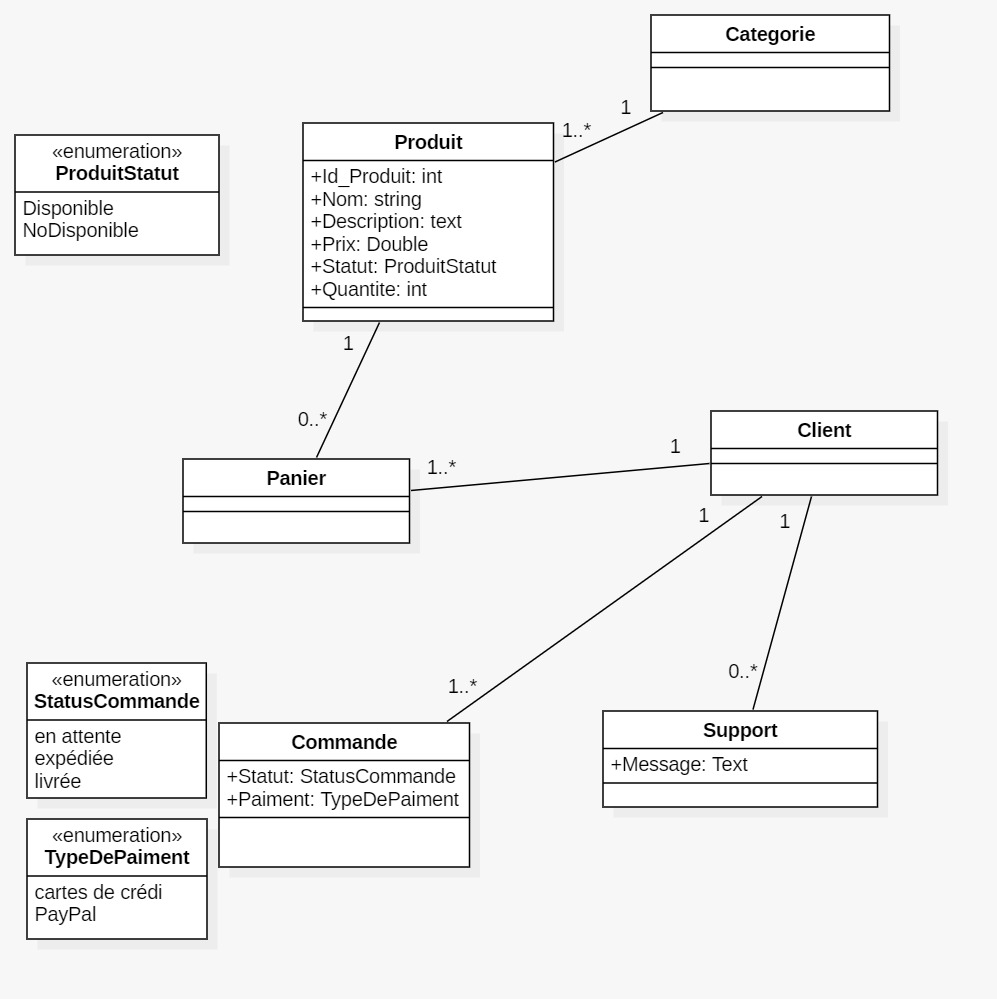 Categorie
1
1..*
Produit
+Id_Produit: int
+Nom: string
+Description: text
+Prix: Double
+Statut: ProduitStatut
+Quantite: int
«enumeration»
ProduitStatut
Disponible
NoDisponible
1
0..*
Panier
1..*
1
Client
1
1
1..*
0..*
«enumeration»
StatusCommande
en attente
expédiée
livrée
Commande
+Statut: StatusCommande
+Paiment: TypeDePaiment
Support
+Message: Text
«enumeration»
TypeDePaiment
cartes de crédi
PayPal